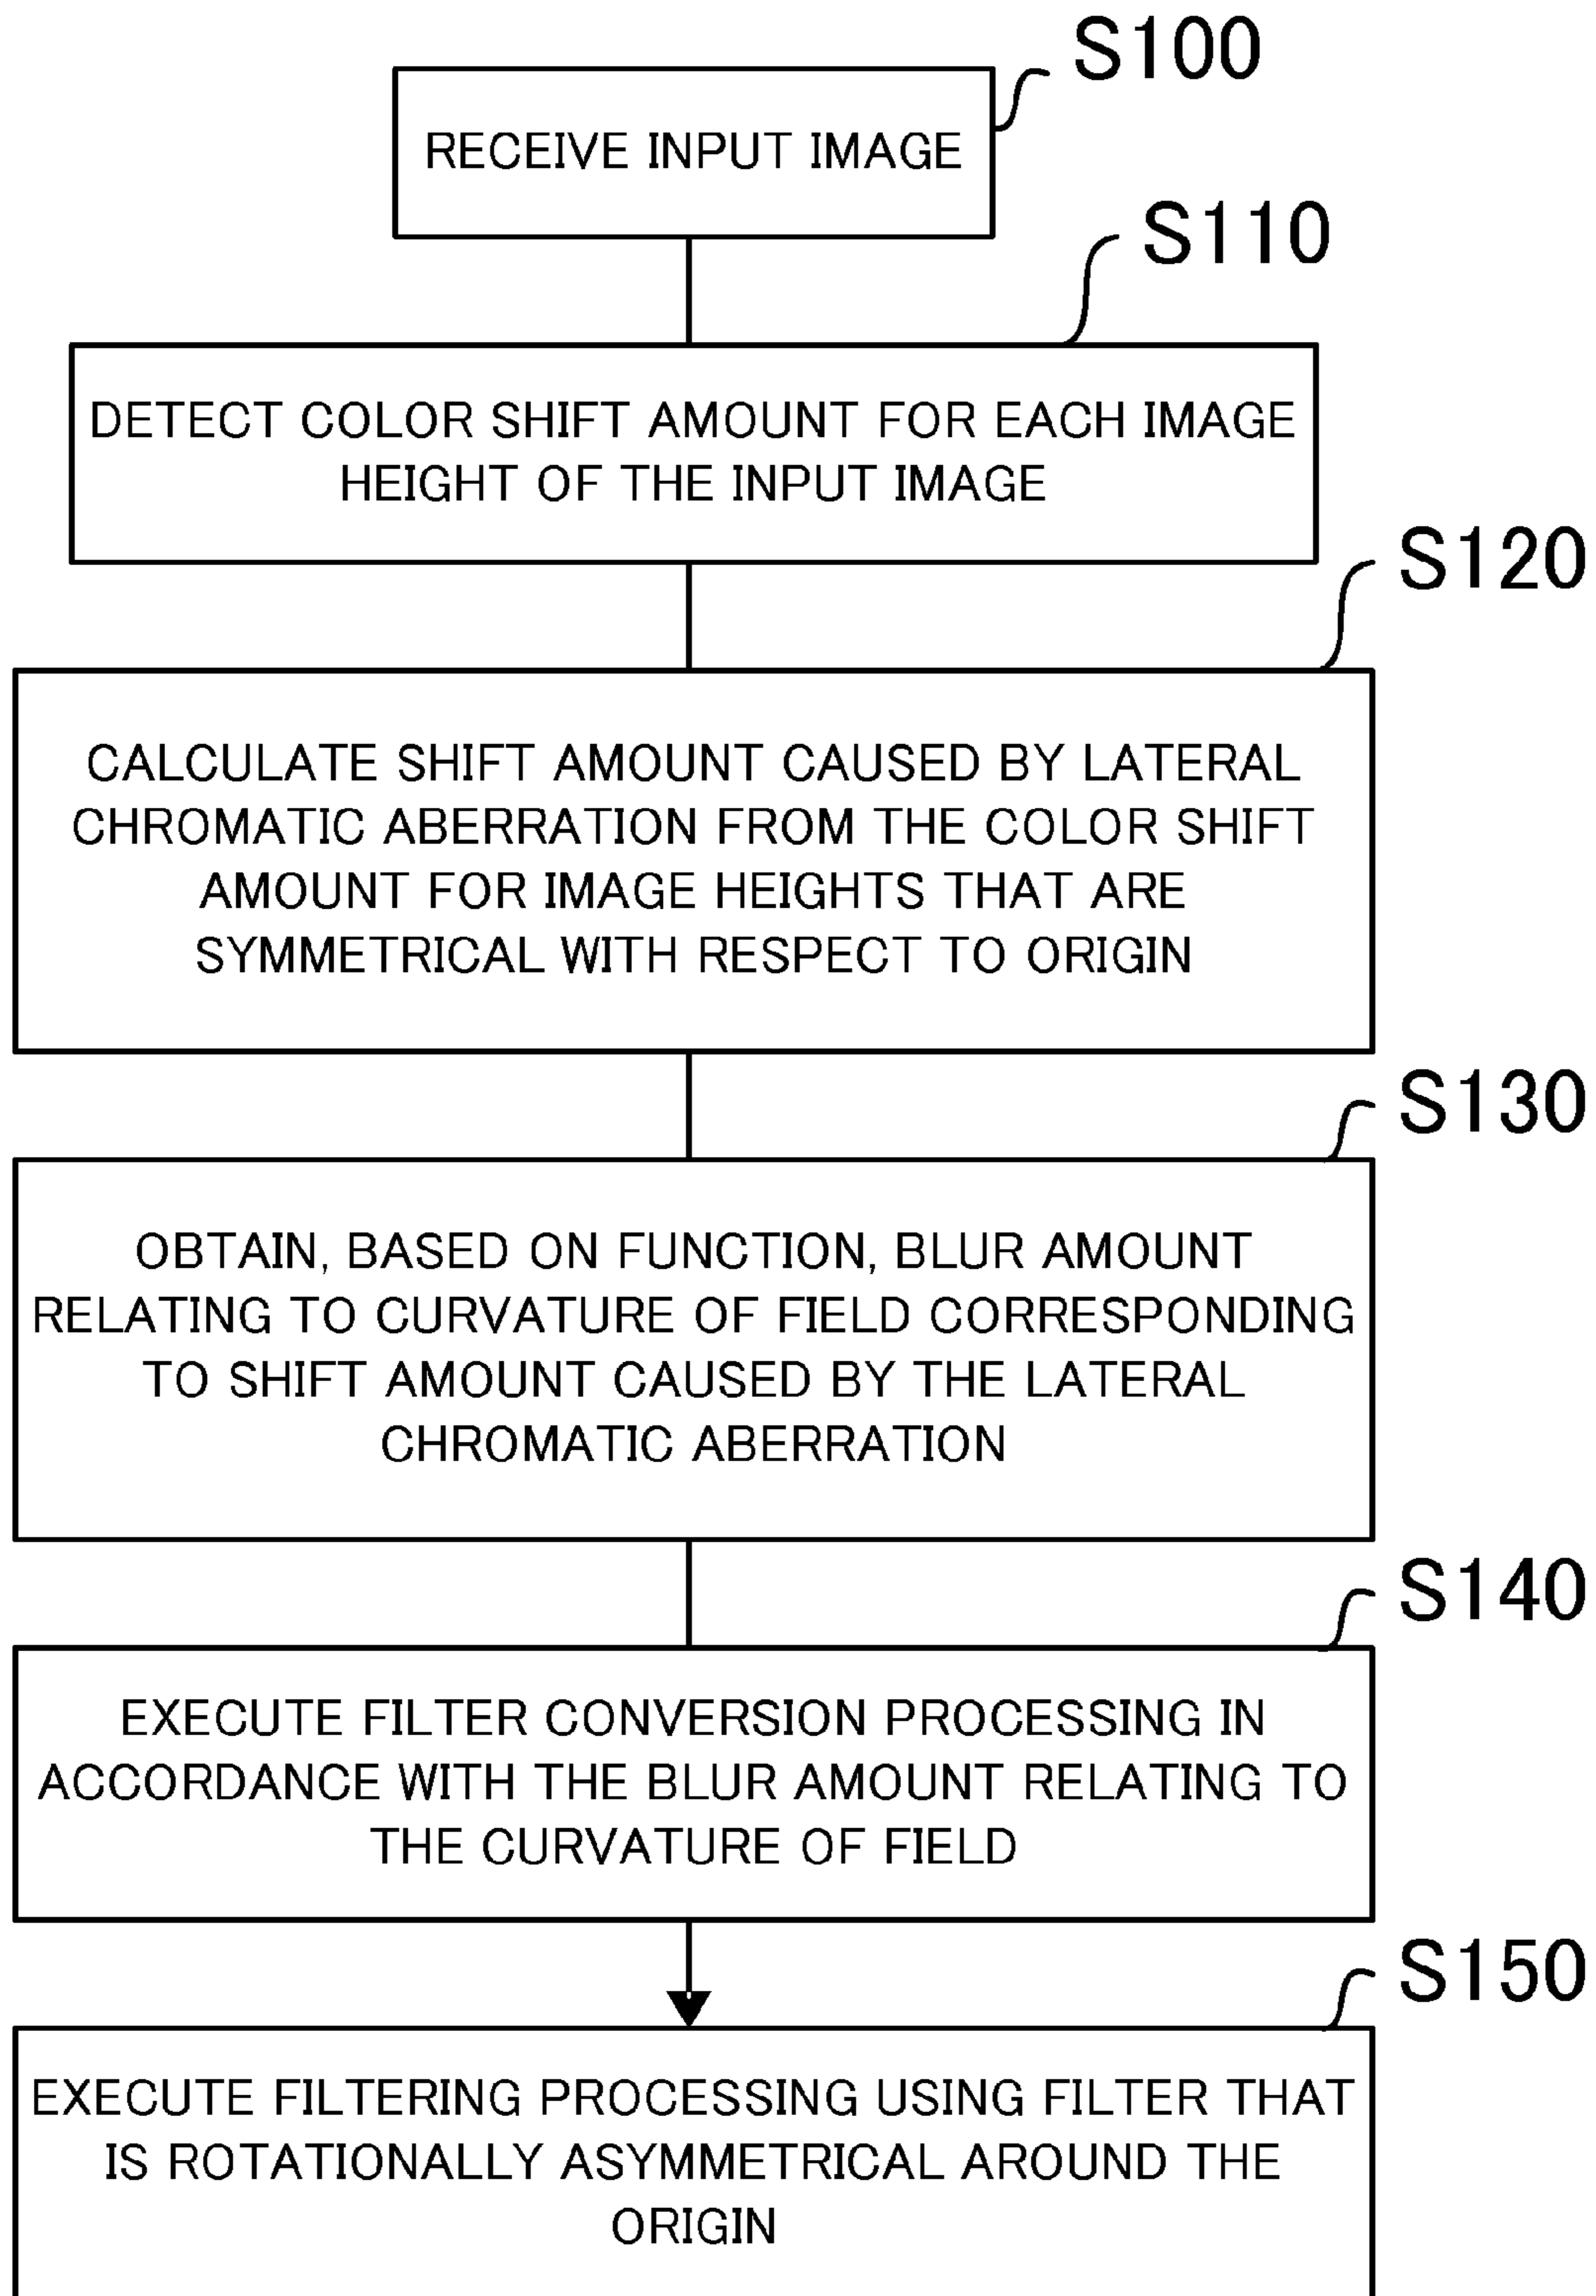 S100
RECEIVE INPUT IMAGE
S110
DETECT COLOR SHIFT AMOUNT FOR EACH IMAGE
HEIGHT OF THE INPUT IMAGE
S120
CALCULATE SHIFT AMOUNT CAUSED BY LATERAL
CHROMATIC ABERRATION FROM THE COLOR SHIFT
AMOUNT FOR IMAGE HEIGHTS THAT ARE
SYMMETRICAL WITH RESPECT TO ORIGIN
S130
OBTAIN, BASED ON FUNCTION, BLUR AMOUNT
RELATING TO CURVATURE OF FIELD CORRESPONDING
TO SHIFT AMOUNT CAUSED BY THE LATERAL
CHROMATIC ABERRATION
S140
EXECUTE FILTER CONVERSION PROCESSING IN
ACCORDANCE WITH THE BLUR AMOUNT RELATING TO
THE CURVATURE OF FIELD
S150
EXECUTE FILTERING PROCESSING USING FILTER THAT
IS ROTATIONALLY ASYMMETRICAL AROUND THE
ORIGIN